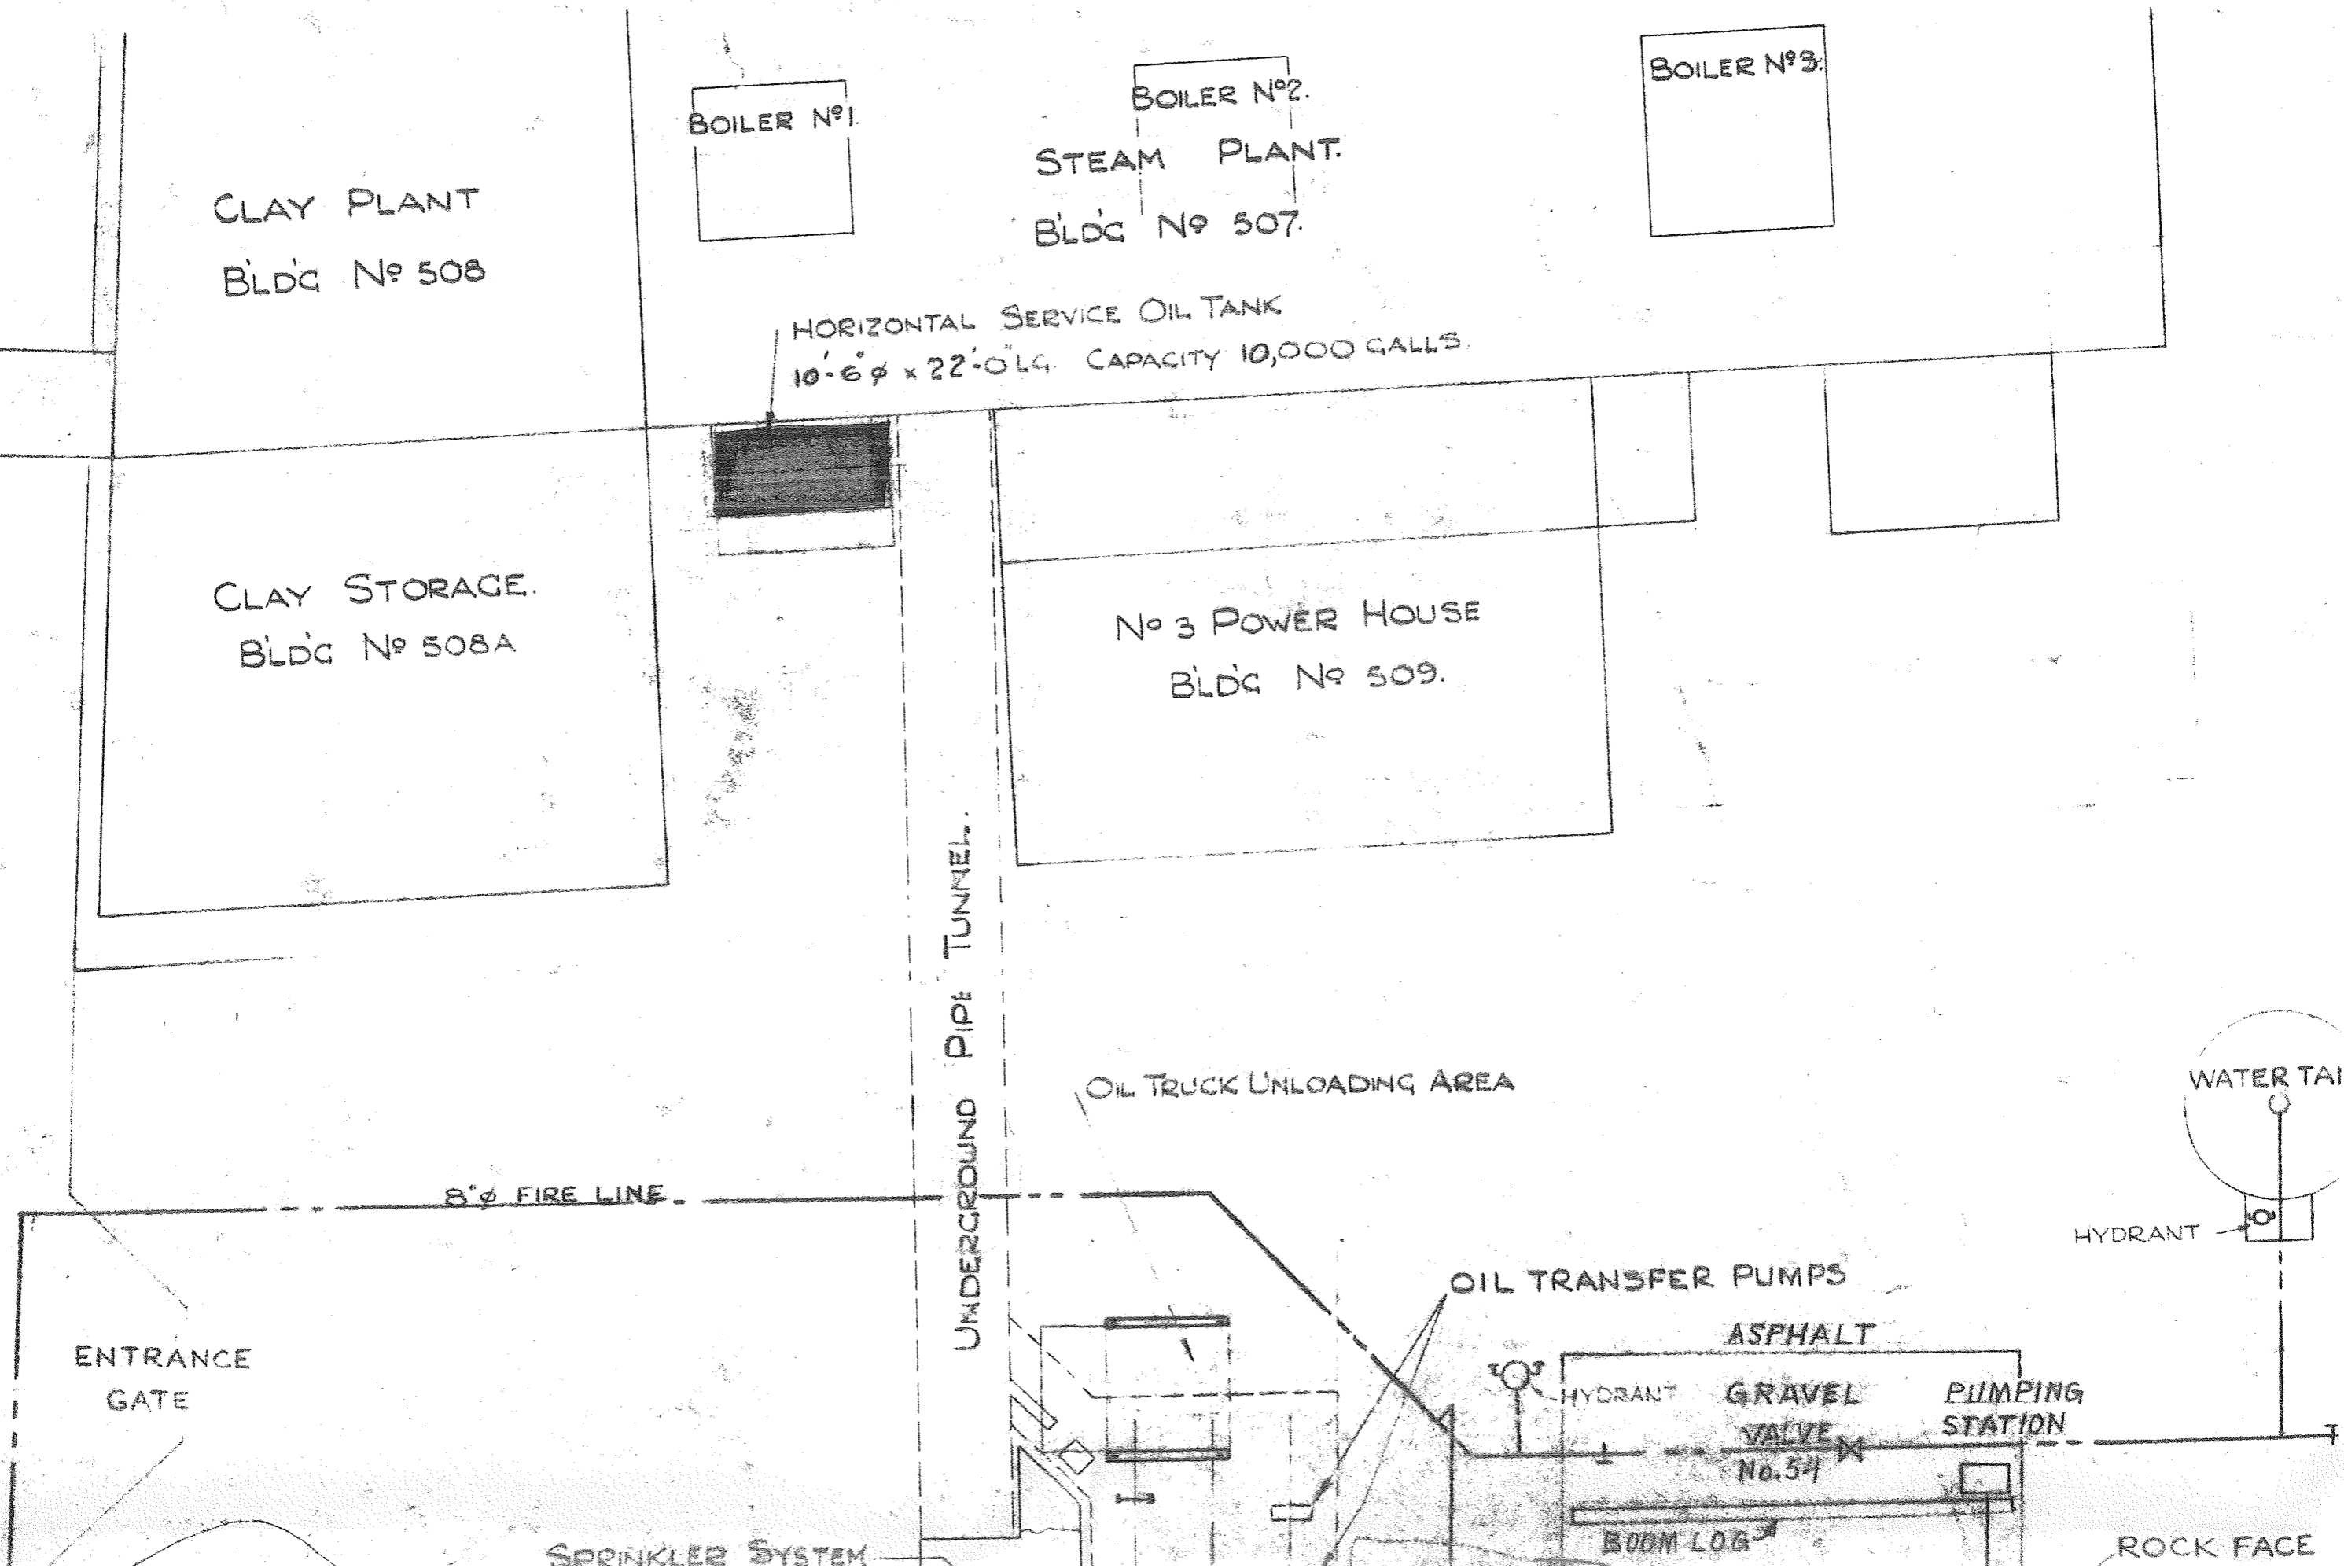 BOILER Nº1.
BOILER Nº2.
BOILER Nº3.
STEAM PLANT.
BLDG Nº 507.
CLAY PLANT
BLDG Nº 508
HORIZONTAL SERVICE OIL TANK
10'-6"ø x 22'-0"LG. CAPACITY 10,000 GALLS.
CLAY STORAGE.
BLDG Nº 508A
Nº 3 POWER HOUSE
BLDG Nº 509.
UNDERGROUND PIPE TUNNEL.
OIL TRUCK UNLOADING AREA
WATER TA
8"ø FIRE LINE
HYDRANT
OIL TRANSFER PUMPS
ENTRANCE
GATE
ASPHALT
HYDRANT
GRAVEL
VALVE
No.54
PUMPING
STATION
BOOM LOG
SPRINKLER SYSTEM
ROCK FACE